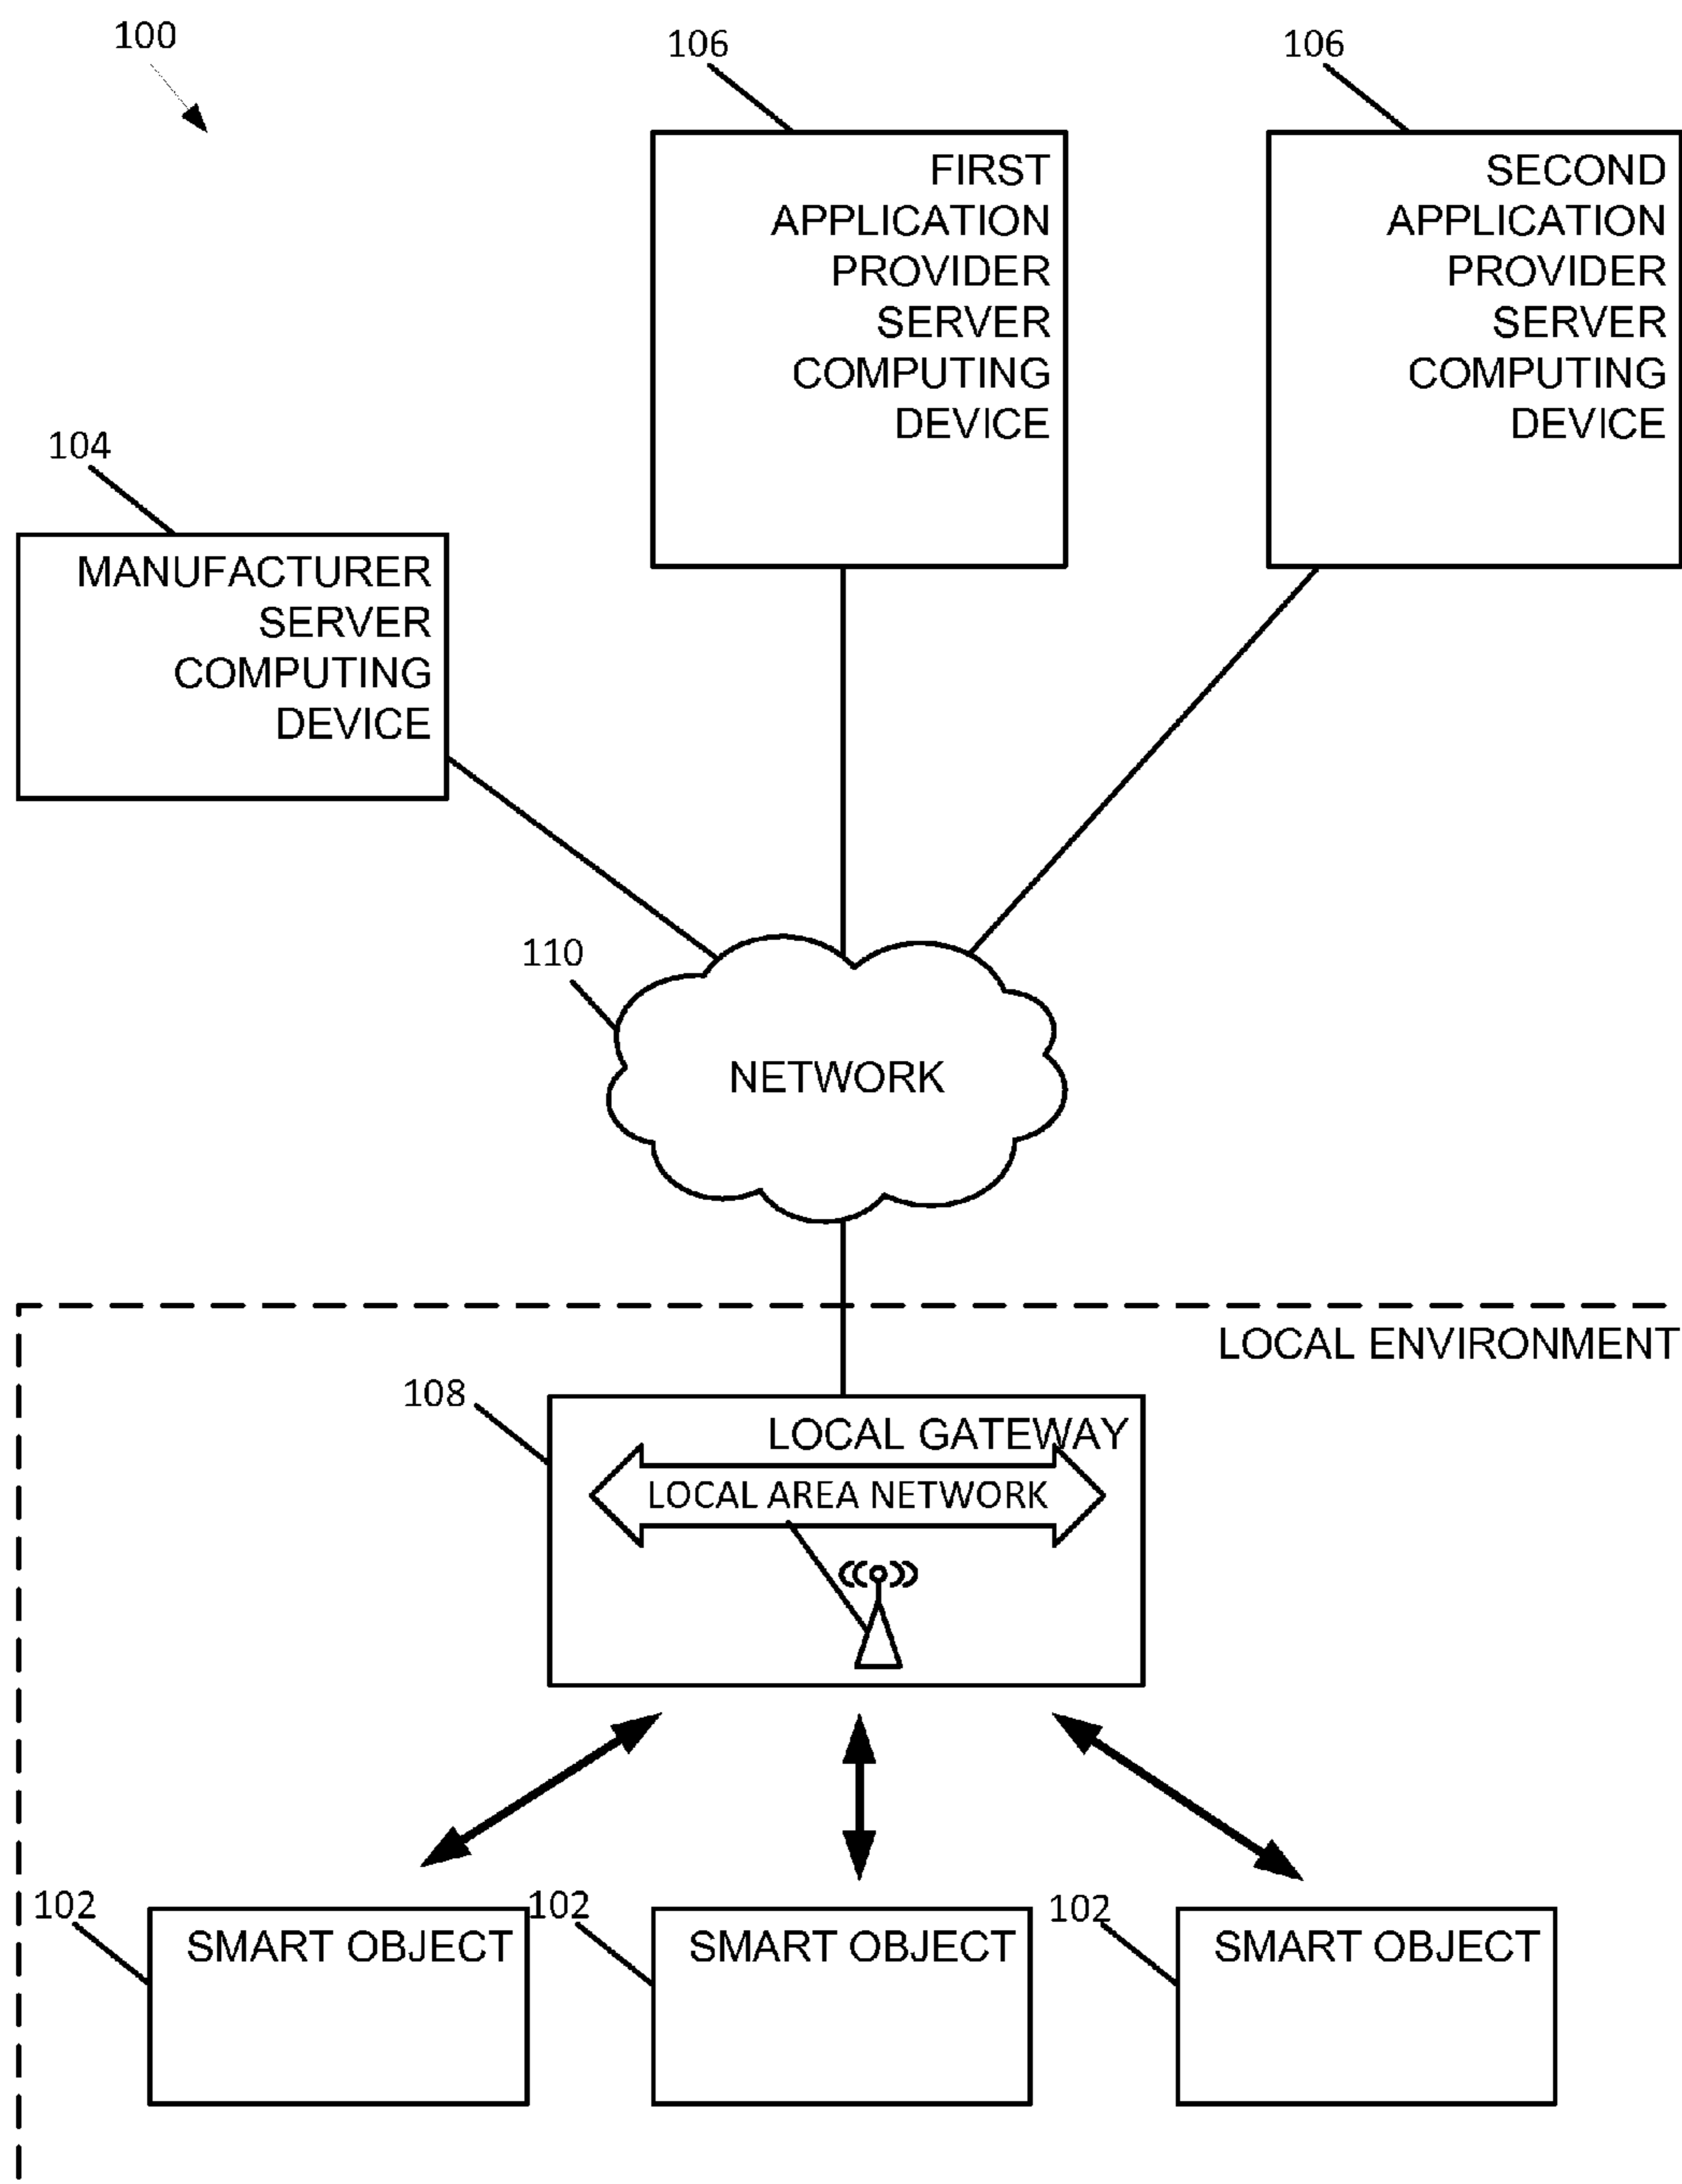 100
106
106
FIRST
APPLICATION
PROVIDER
SERVER
COMPUTING
DEVICE
SECOND
APPLICATION
PROVIDER
SERVER
COMPUTING
DEVICE
104
MANUFACTURER
SERVER
COMPUTING
DEVICE
110
NETWORK
LOCAL ENVIRONMENT
108
LOCAL GATEWAY
LOCAL AREA NETWORK
102
SMART OBJECT
102
SMART OBJECT
102
SMART OBJECT